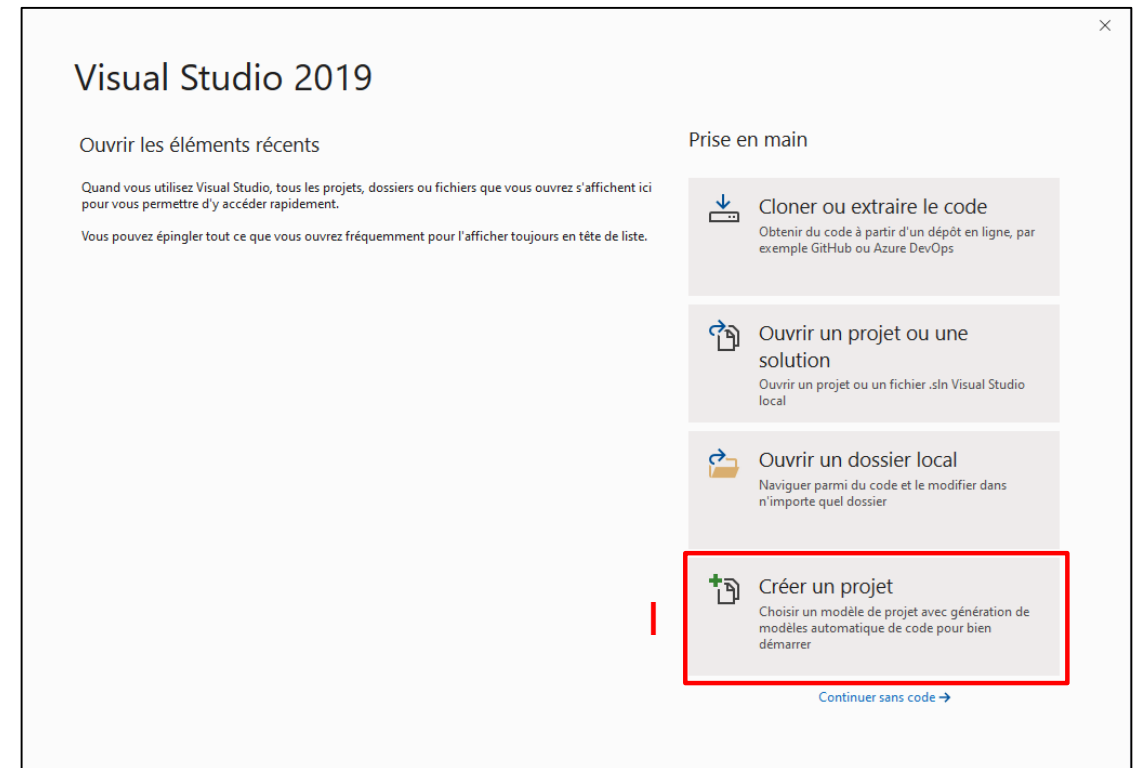 Visual Studio 2019
Ouvrir les éléments récents
Quand vous utilisez Visual Studio, tous les projets, dossiers ou fichiers que vous ouvrez s'affichent ici
pour vous permettre d'y accéder rapidement.
Vous pouvez épingler tout ce que vous ouvrez fréquemment pour l'afficher toujours en tête de liste.
Prise en main
Cloner ou extraire le code
Obtenir du code à partir d'un dépôt en ligne, par
exemple GitHub ou Azure DevOps
Ouvrir un projet ou une
solution
Ouvrir un projet ou un fichier .sln Visual Studio
local
Ouvrir un dossier local
Naviguer parmi du code et le modifier dans
n'importe quel dossier
I
Créer un projet
Choisir un modèle de projet avec génération de
modèles automatique de code pour bien
démarrer
Continuer sans code →